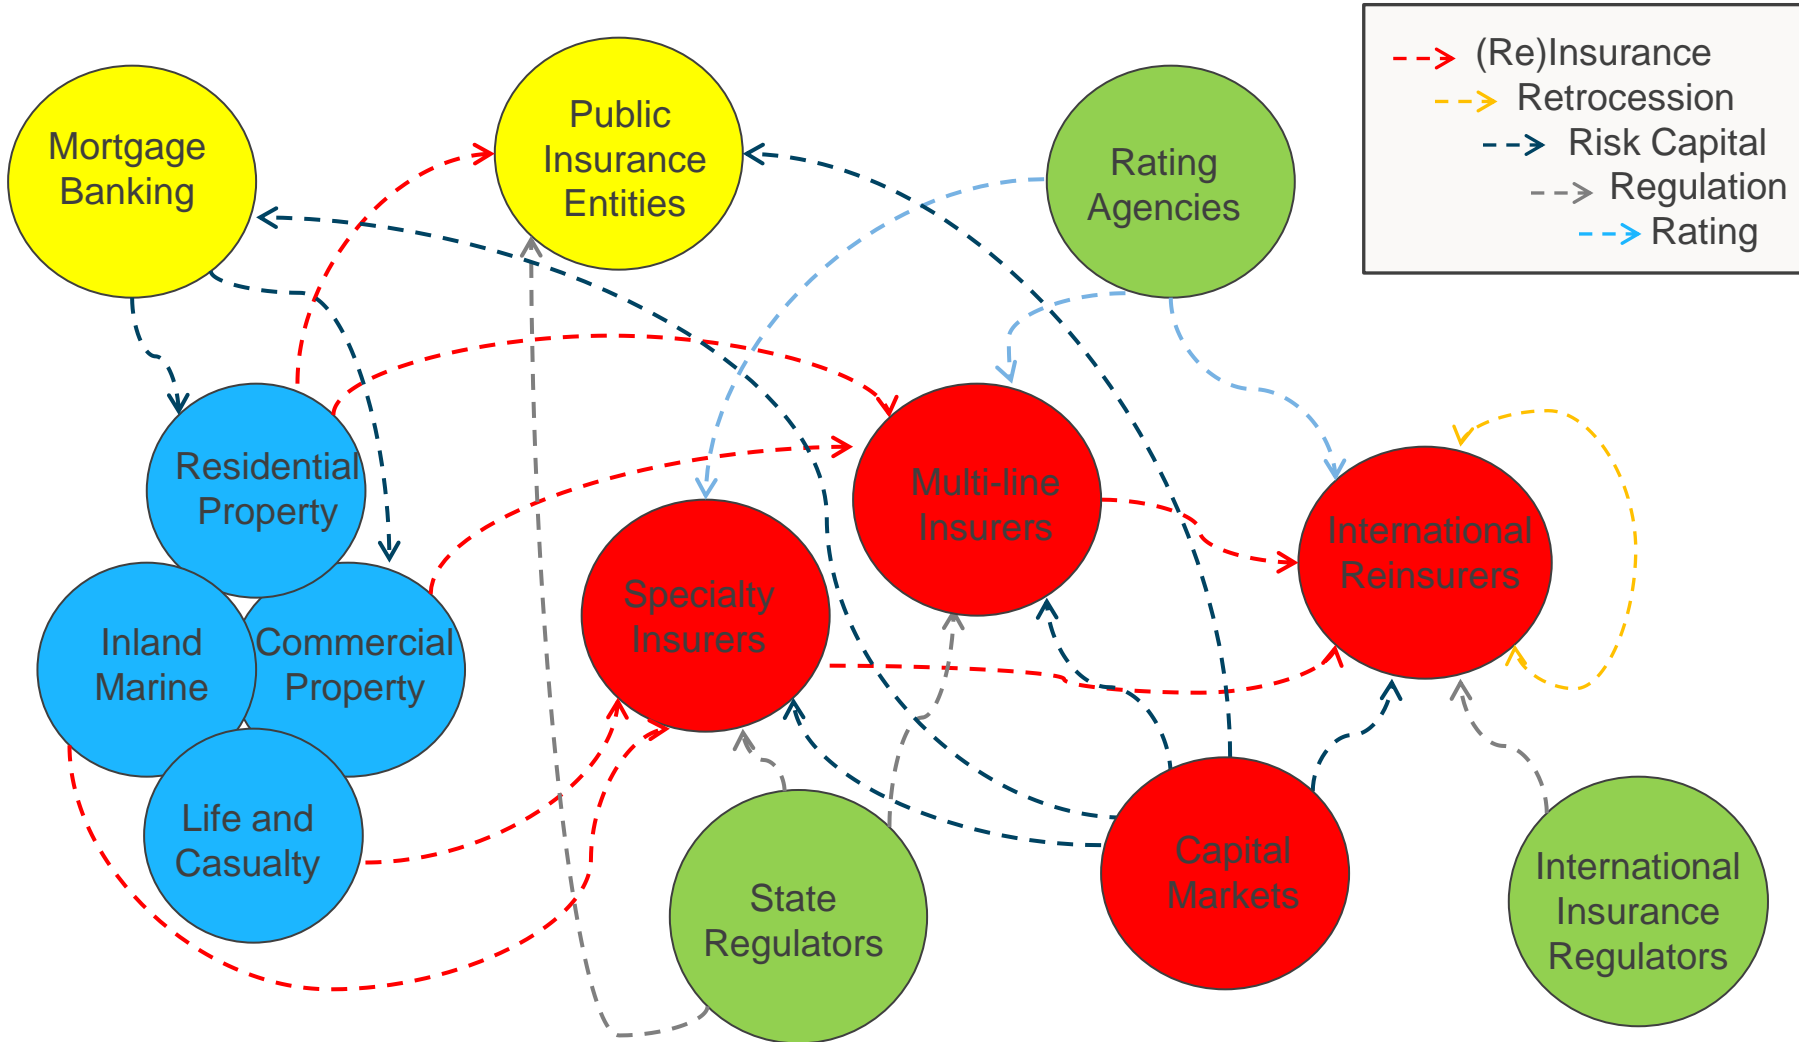 (Re)Insurance
Retrocession
Risk Capital
Regulation
Rating
Mortgage
Banking
Public
Insurance
Entities
Rating
Agencies
Residential
Property
Multi-line
Insurers
International
Reinsurers
Specialty
Insurers
Inland
Marine
Commercial
Property
Life and
Casualty
State
Regulators
Capital
Markets
International
Insurance
Regulators